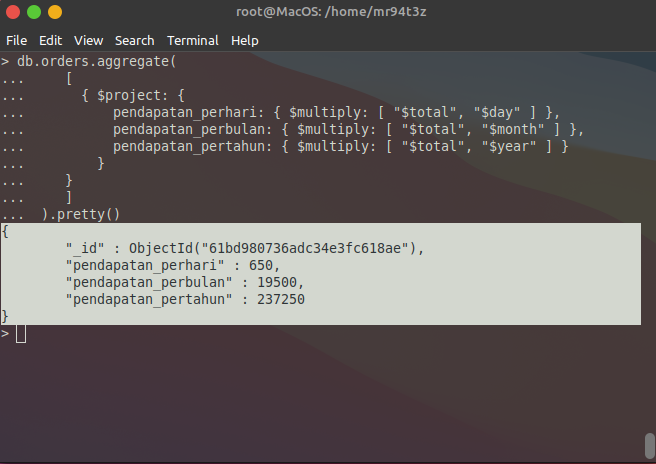 root@MacOS: /home/mr94t3z
File Edit View Search Terminal Help
> db.orders.aggregate(
... [
... { $project: {
... pendapatan_perhari: { $multiply: [ "$total", "$day" ] },
... pendapatan_perbulan: { $multiply: [ "$total", "$month" ] },
... pendapatan_pertahun: { $multiply: [ "$total", "$year" ] }
... }
... }
... ]
... ).pretty()
{
"_id" : ObjectId("61bd980736adc34e3fc618ae"),
"pendapatan_perhari" : 650,
"pendapatan_perbulan" : 19500,
"pendapatan_pertahun" : 237250
}
>